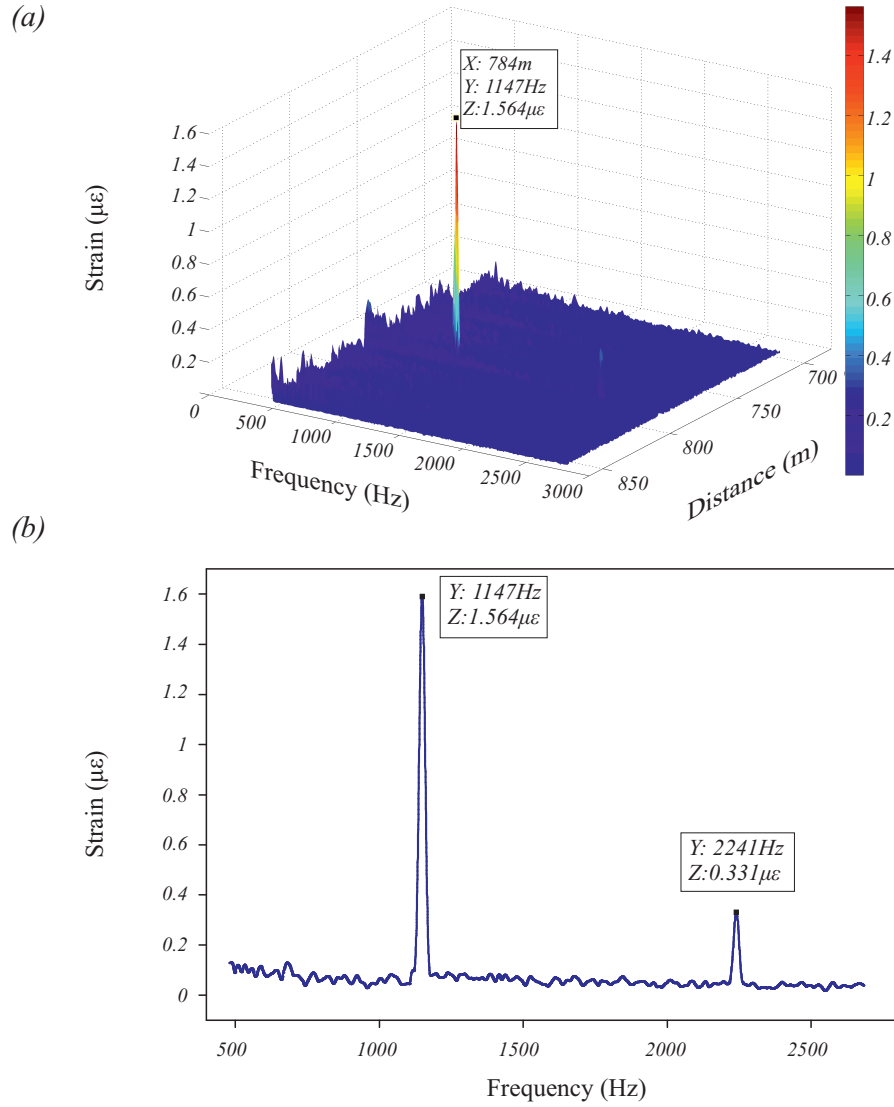 (a)
X: 784m
Y: 1147Hz
Z:1.564με
Strain (με)
1.6
1.4
1.2
1
0.8
0.6
0.4
0.2
0
500
1000
1500
2000
2500
3000
Frequency (Hz)
850
800
750
700
Distance (m)
1.4
1.2
1
0.8
0.6
0.4
0.2
(b)
Y: 1147Hz
Z:1.564με
Y: 2241Hz
Z:0.331με
Strain (με)
1.6
1.4
1.2
1
0.8
0.6
0.4
0.2
0
500
1000
1500
2000
2500
Frequency (Hz)